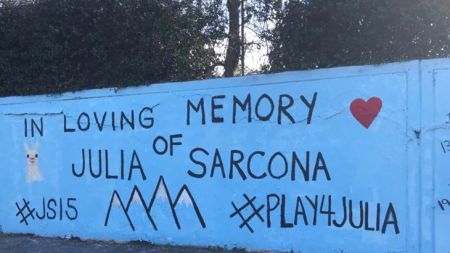 IN LOVING MEMORY
OF
JULIA SARCONA
#JS15 #PLAY4JULIA